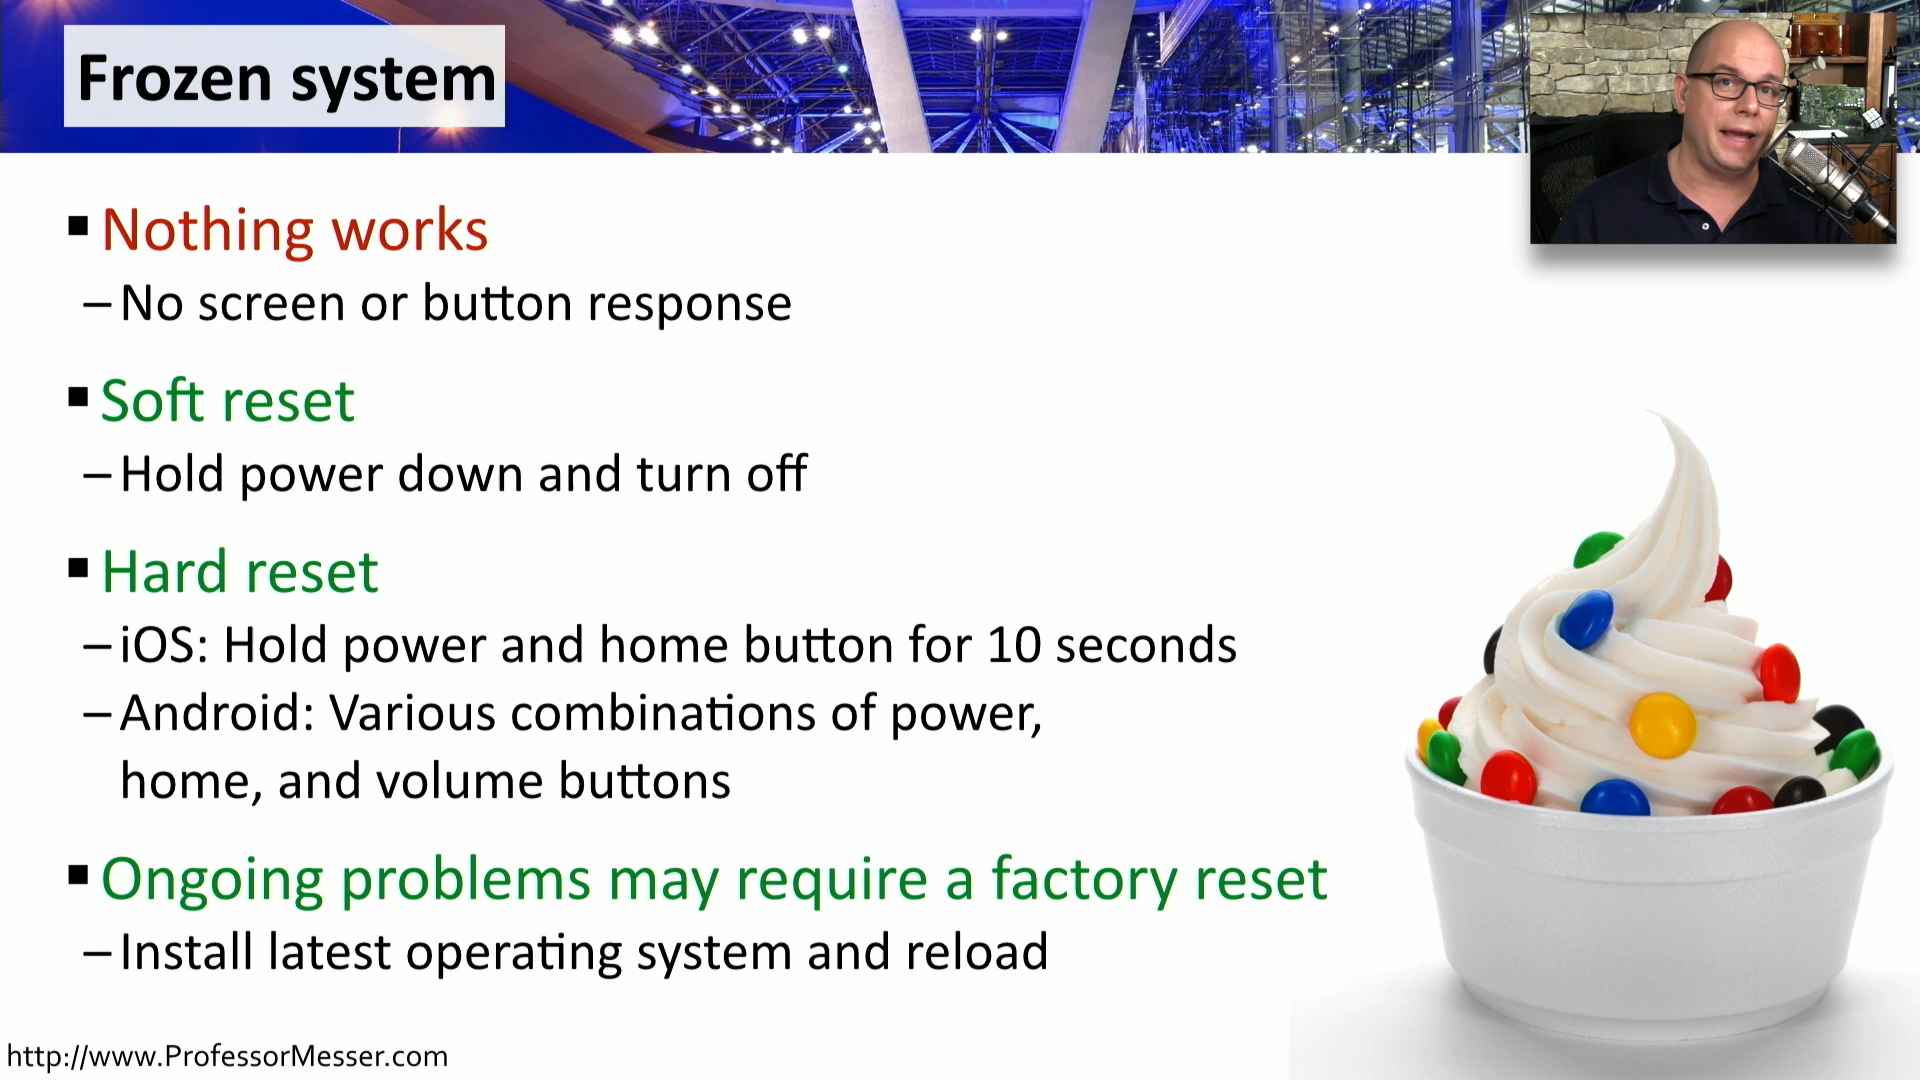 Frozen system
▪ Nothing works
– No screen or button response
▪ Soft reset
– Hold power down and turn off
▪ Hard reset
– iOS: Hold power and home button for 10 seconds
– Android: Various combinations of power,
home, and volume buttons
▪ Ongoing problems may require a factory reset
– Install latest operating system and reload
http://www.ProfessorMesser.com